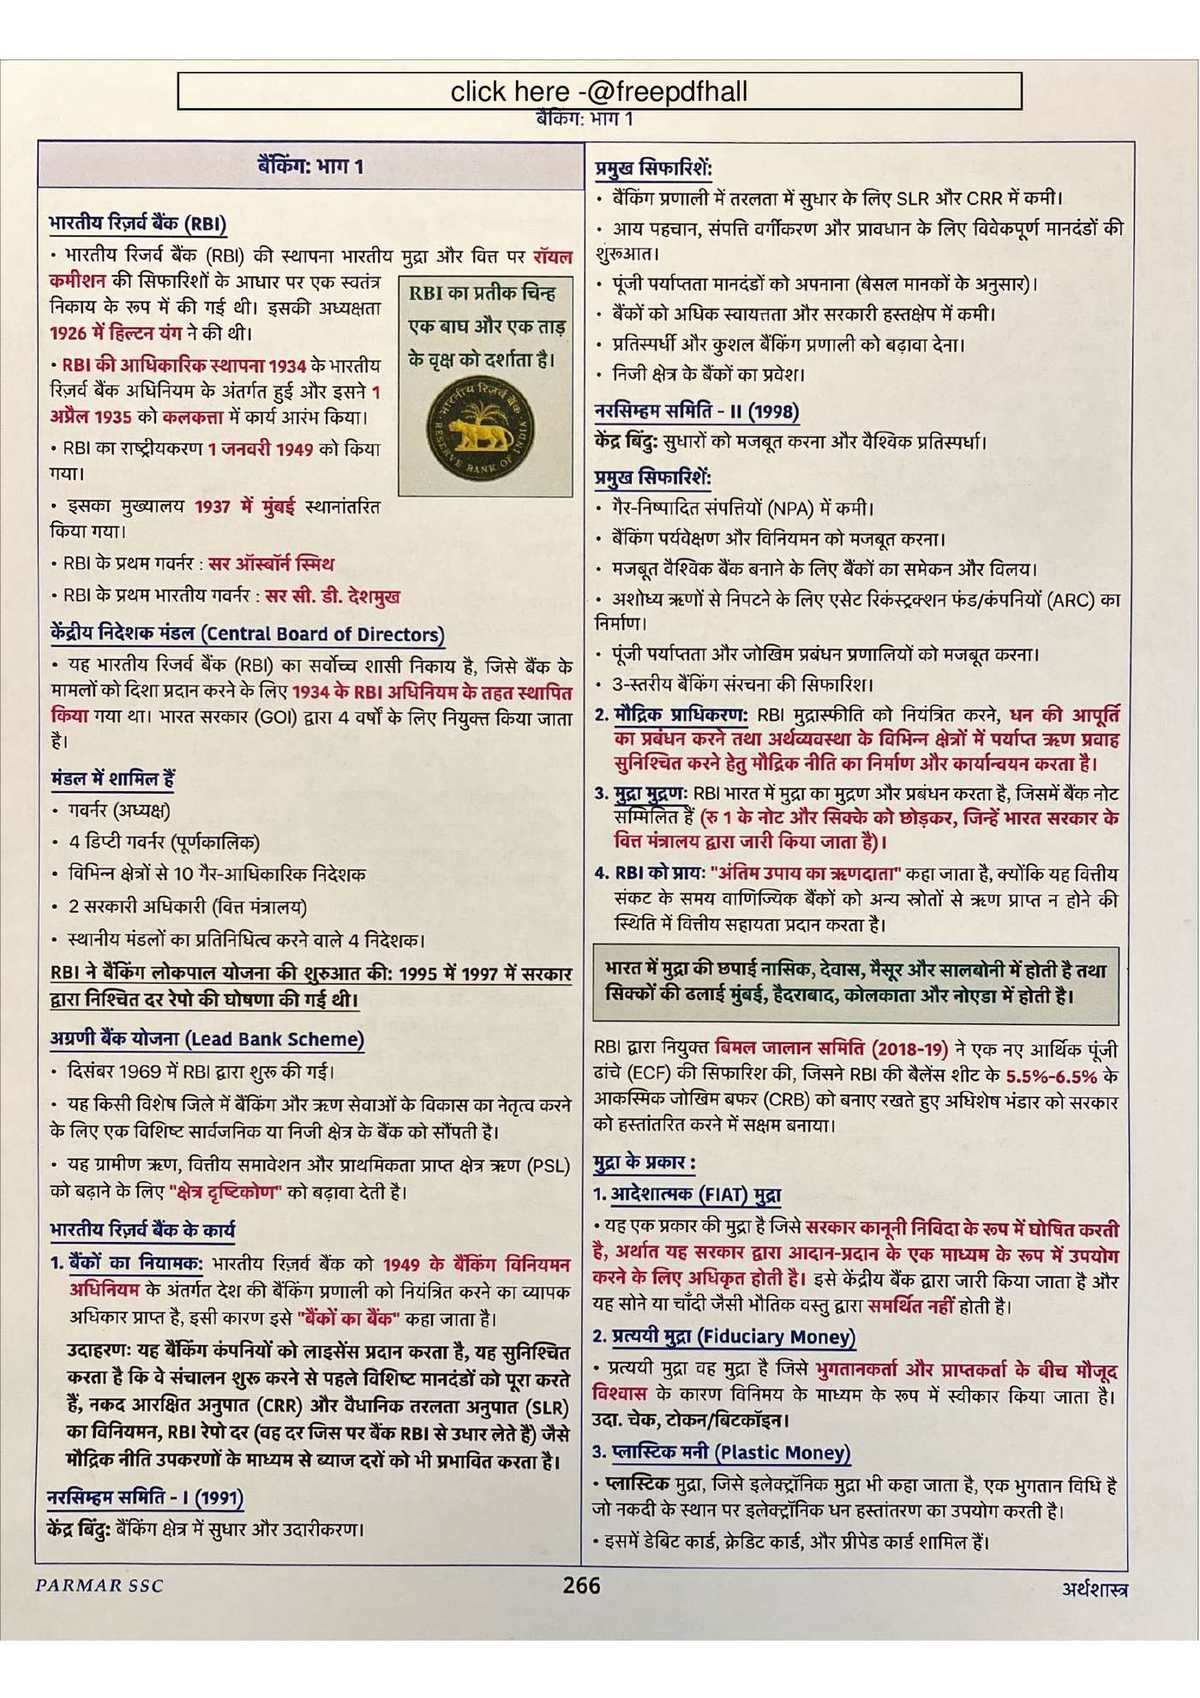 click here -@freepdfhall
बैंकिंग: भाग 1
बैंकिंग: भाग 1
भारतीय रिज़र्व बैंक (RBI)
• भारतीय रिजर्व बैंक (RBI) की स्थापना भारतीय मुद्रा और वित्त पर रॉयल
कमीशन की सिफारिशों के आधार पर एक स्वतंत्र
निकाय के रूप में की गई थी। इसकी अध्यक्षता
1926 में हिल्टन यंग ने की थी।
• RBI की आधिकारिक स्थापना 1934 के भारतीय
रिज़र्व बैंक अधिनियम के अंतर्गत हुई और इसने 1
अप्रैल 1935 को कलकत्ता में कार्य आरंभ किया।
• RBI का राष्ट्रीयकरण 1 जनवरी 1949 को किया
गया।
• इसका मुख्यालय 1937 में मुंबई स्थानांतरित
किया गया।
RBI का प्रतीक चिन्ह
एक बाघ और एक ताड़
के वृक्ष को दर्शाता है।
भारतीय रिज़र्व बैंक
RESERVE BANK OF INDIA
• RBI के प्रथम गवर्नर : सर ऑस्बॉर्न स्मिथ
• RBI के प्रथम भारतीय गवर्नर : सर सी. डी. देशमुख
केंद्रीय निदेशक मंडल (Central Board of Directors)
• यह भारतीय रिजर्व बैंक (RBI) का सर्वोच्च शासी निकाय है, जिसे बैंक के
मामलों को दिशा प्रदान करने के लिए 1934 के RBI अधिनियम के तहत स्थापित
किया गया था। भारत सरकार (GOI) द्वारा 4 वर्षों के लिए नियुक्त किया जाता
है।
मंडल में शामिल हैं
• गवर्नर (अध्यक्ष)
• 4 डिप्टी गवर्नर (पूर्णकालिक)
• विभिन्न क्षेत्रों से 10 गैर-आधिकारिक निदेशक
• 2 सरकारी अधिकारी (वित्त मंत्रालय)
• स्थानीय मंडलों का प्रतिनिधित्व करने वाले 4 निदेशक।
RBI ने बैंकिंग लोकपाल योजना की शुरुआत की: 1995 में 1997 में सरकार
द्वारा निश्चित दर रेपो की घोषणा की गई थी।
अग्रणी बैंक योजना (Lead Bank Scheme)
• दिसंबर 1969 में RBI द्वारा शुरू की गई।
• यह किसी विशेष जिले में बैंकिंग और ऋण सेवाओं के विकास का नेतृत्व करने
के लिए एक विशिष्ट सार्वजनिक या निजी क्षेत्र के बैंक को सौंपती है।
• यह ग्रामीण ऋण, वित्तीय समावेशन और प्राथमिकता प्राप्त क्षेत्र ऋण (PSL)
को बढ़ाने के लिए "क्षेत्र दृष्टिकोण" को बढ़ावा देती है।
भारतीय रिज़र्व बैंक के कार्य
1. बैंकों का नियामक: भारतीय रिज़र्व बैंक को 1949 के बैंकिंग विनियमन
अधिनियम के अंतर्गत देश की बैंकिंग प्रणाली को नियंत्रित करने का व्यापक
अधिकार प्राप्त है, इसी कारण इसे "बैंकों का बैंक" कहा जाता है।
उदाहरण: यह बैंकिंग कंपनियों को लाइसेंस प्रदान करता है, यह सुनिश्चित
करता है कि वे संचालन शुरू करने से पहले विशिष्ट मानदंडों को पूरा करते
हैं, नकद आरक्षित अनुपात (CRR) और वैधानिक तरलता अनुपात (SLR)
का विनियमन, RBI रेपो दर (वह दर जिस पर बैंक RBI से उधार लेते हैं) जैसे
मौद्रिक नीति उपकरणों के माध्यम से ब्याज दरों को भी प्रभावित करता है।
नरसिम्हम समिति - I (1991)
केंद्र बिंदु: बैंकिंग क्षेत्र में सुधार और उदारीकरण।
प्रमुख सिफारिशें:
• बैंकिंग प्रणाली में तरलता में सुधार के लिए SLR और CRR में कमी।
• आय पहचान, संपत्ति वर्गीकरण और प्रावधान के लिए विवेकपूर्ण मानदंडों की
शुरूआत।
• पूंजी पर्याप्तता मानदंडों को अपनाना (बेसल मानकों के अनुसार)।
• बैंकों को अधिक स्वायत्तता और सरकारी हस्तक्षेप में कमी।
• प्रतिस्पर्धी और कुशल बैंकिंग प्रणाली को बढ़ावा देना।
• निजी क्षेत्र के बैंकों का प्रवेश।
नरसिम्हम समिति - II (1998)
केंद्र बिंदु: सुधारों को मजबूत करना और वैश्विक प्रतिस्पर्धा।
प्रमुख सिफारिशें:
• गैर-निष्पादित संपत्तियों (NPA) में कमी।
• बैंकिंग पर्यवेक्षण और विनियमन को मजबूत करना।
• मजबूत वैश्विक बैंक बनाने के लिए बैंकों का समेकन और विलय।
• अशोध्य ऋणों से निपटने के लिए एसेट रिकंस्ट्रक्शन फंड/कंपनियों (ARC) का
निर्माण।
• पूंजी पर्याप्तता और जोखिम प्रबंधन प्रणालियों को मजबूत करना।
• 3-स्तरीय बैंकिंग संरचना की सिफारिश।
2. मौद्रिक प्राधिकरण: RBI मुद्रास्फीति को नियंत्रित करने, धन की आपूर्ति
का प्रबंधन करने तथा अर्थव्यवस्था के विभिन्न क्षेत्रों में पर्याप्त ऋण प्रवाह
सुनिश्चित करने हेतु मौद्रिक नीति का निर्माण और कार्यान्वयन करता है।
3. मुद्रा मुद्रण: RBI भारत में मुद्रा का मुद्रण और प्रबंधन करता है, जिसमें बैंक नोट
सम्मिलित हैं (रु 1 के नोट और सिक्के को छोड़कर, जिन्हें भारत सरकार के
वित्त मंत्रालय द्वारा जारी किया जाता है)।
4. RBI को प्राय: "अंतिम उपाय का ऋणदाता" कहा जाता है, क्योंकि यह वित्तीय
संकट के समय वाणिज्यिक बैंकों को अन्य स्रोतों से ऋण प्राप्त न होने की
स्थिति में वित्तीय सहायता प्रदान करता है।
भारत में मुद्रा की छपाई नासिक, देवास, मैसूर और सालबोनी में होती है तथा
सिक्कों की ढलाई मुंबई, हैदराबाद, कोलकाता और नोएडा में होती है।
RBI द्वारा नियुक्त बिमल जालान समिति (2018-19) ने एक नए आर्थिक पूंजी
ढांचे (ECF) की सिफारिश की, जिसने RBI की बैलेंस शीट के 5.5%-6.5% के
आकस्मिक जोखिम बफर (CRB) को बनाए रखते हुए अधिशेष भंडार को सरकार
को हस्तांतरित करने में सक्षम बनाया।
मुद्रा के प्रकार :
1. आदेशात्मक (FIAT) मुद्रा
• यह एक प्रकार की मुद्रा है जिसे सरकार कानूनी निविदा के रूप में घोषित करती
है, अर्थात यह सरकार द्वारा आदान-प्रदान के एक माध्यम के रूप में उपयोग
करने के लिए अधिकृत होती है। इसे केंद्रीय बैंक द्वारा जारी किया जाता है और
यह सोने या चाँदी जैसी भौतिक वस्तु द्वारा समर्थित नहीं होती है।
2. प्रत्ययी मुद्रा (Fiduciary Money)
• प्रत्ययी मुद्रा वह मुद्रा है जिसे भुगतानकर्ता और प्राप्तकर्ता के बीच मौजूद
विश्वास के कारण विनिमय के माध्यम के रूप में स्वीकार किया जाता है।
उदा. चेक, टोकन/बिटकॉइन।
3. प्लास्टिक मनी (Plastic Money)
• प्लास्टिक मुद्रा, जिसे इलेक्ट्रॉनिक मुद्रा भी कहा जाता है, एक भुगतान विधि है
जो नकदी के स्थान पर इलेक्ट्रॉनिक धन हस्तांतरण का उपयोग करती है।
• इसमें डेबिट कार्ड, क्रेडिट कार्ड, और प्रीपेड कार्ड शामिल हैं।
PARMAR SSC
266
अर्थशास्त्र